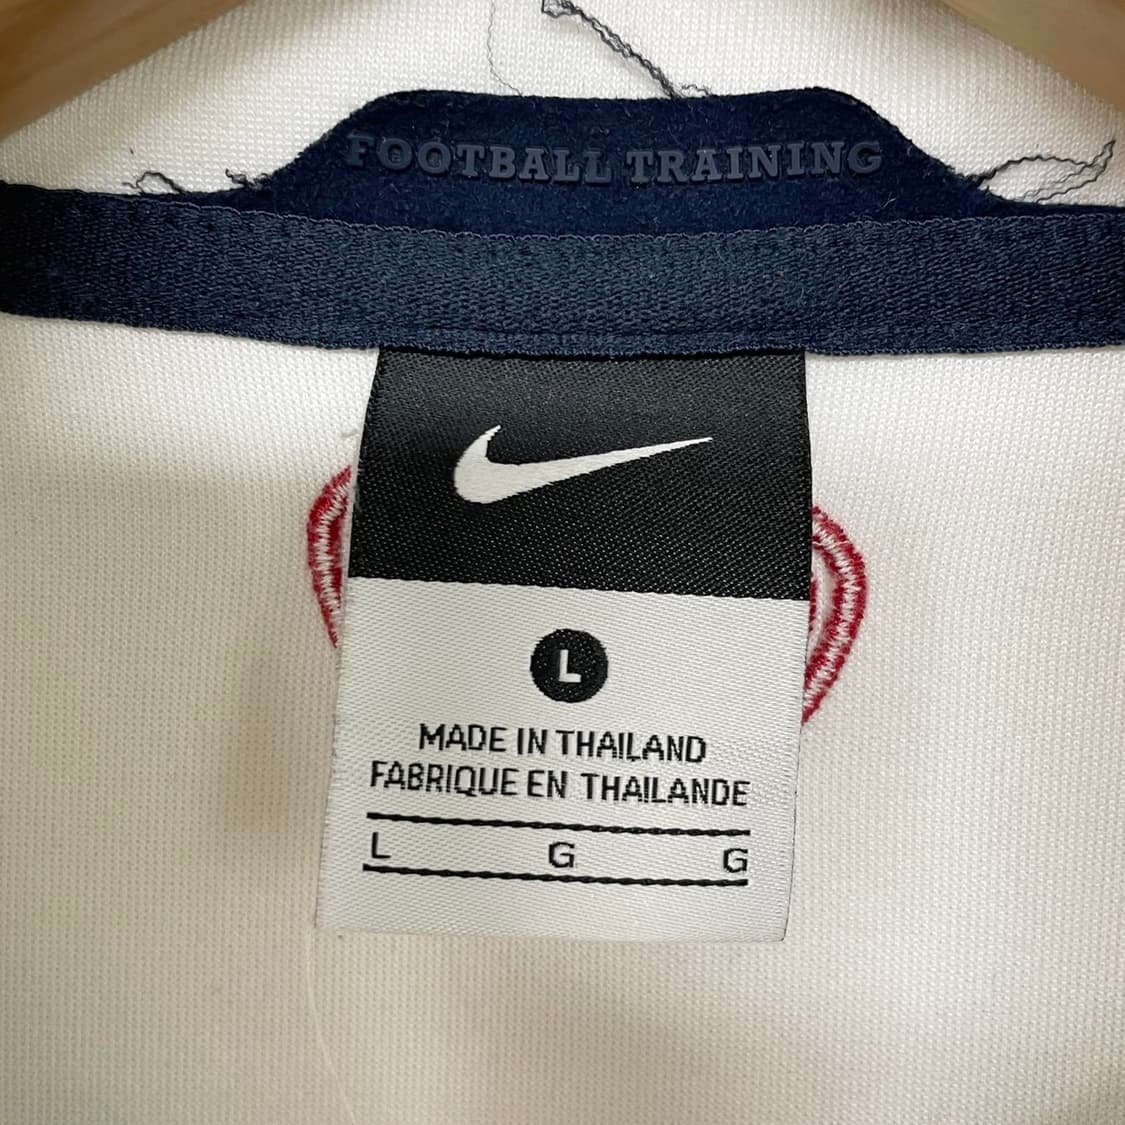 FOOTBALL TRAINING
L
MADE IN THAILAND
FABRIQUE EN THAILANDE
L G G